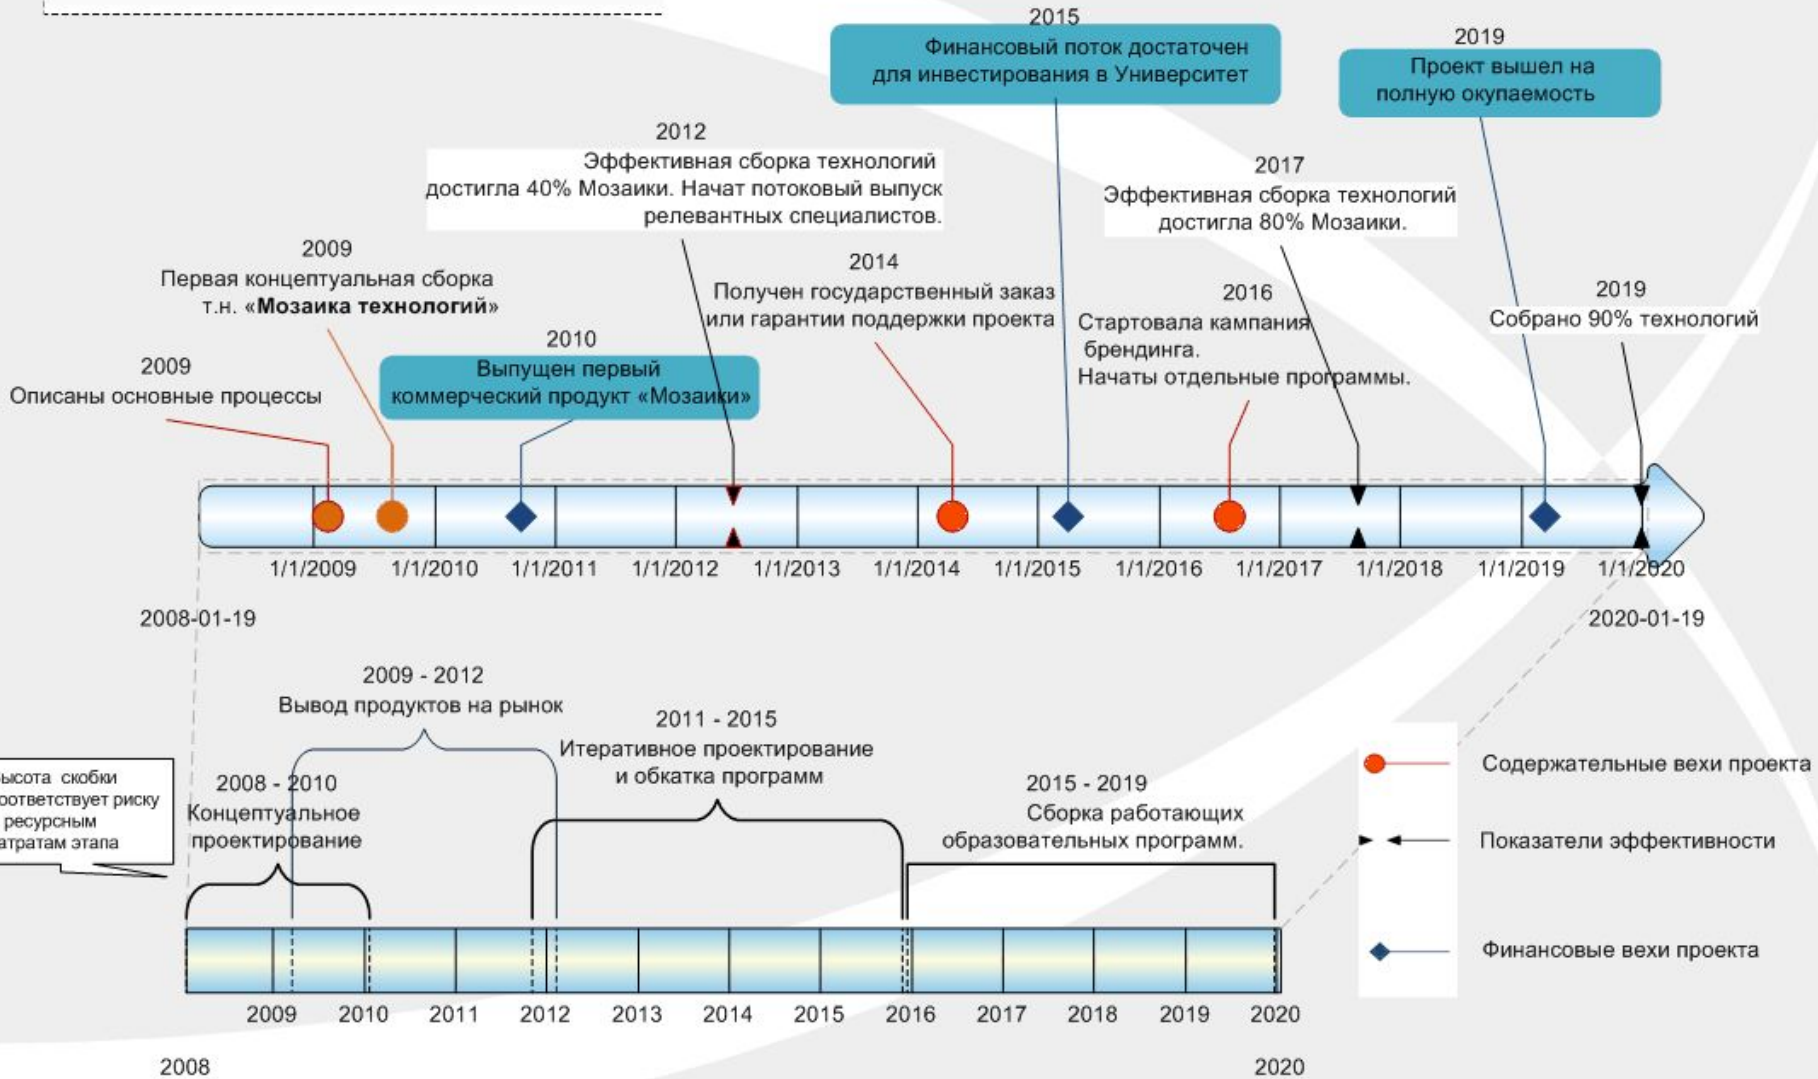 2015
Финансовый поток достаточен
для инвестирования в Университет
2019
Проект вышел на
полную окупаемость
2012
Эффективная сборка технологий
достигла 40% Мозаики. Начат потоковый выпуск
релевантных специалистов.
2017
Эффективная сборка технологий
достигла 80% Мозаики.
2009
Первая концептуальная сборка
т.н. «Мозаика технологий»
2014
Получен государственный заказ
или гарантии поддержки проекта
2016
Стартовала кампания
брендинга.
Начаты отдельные программы.
2019
Собрано 90% технологий
2010
Выпущен первый
коммерческий продукт «Мозаики»
2009
Описаны основные процессы
1/1/2009 1/1/2010 1/1/2011 1/1/2012 1/1/2013 1/1/2014 1/1/2015 1/1/2016 1/1/2017 1/1/2018 1/1/2019 1/1/2020
2008-01-19 2020-01-19
2009 - 2012
Вывод продуктов на рынок
2011 - 2015
Итеративное проектирование
и обкатка программ
скобки
риску
ресурсным
этапа
2008 - 2010
Концептуальное
проектирование
2015 - 2019
Сборка работающих
образовательных программ.
Содержательные вехи проекта
Показатели эффективности
Финансовые вехи проекта
2009 2010 2011 2012 2013 2014 2015 2016 2017 2018 2019 2020
2008 2020